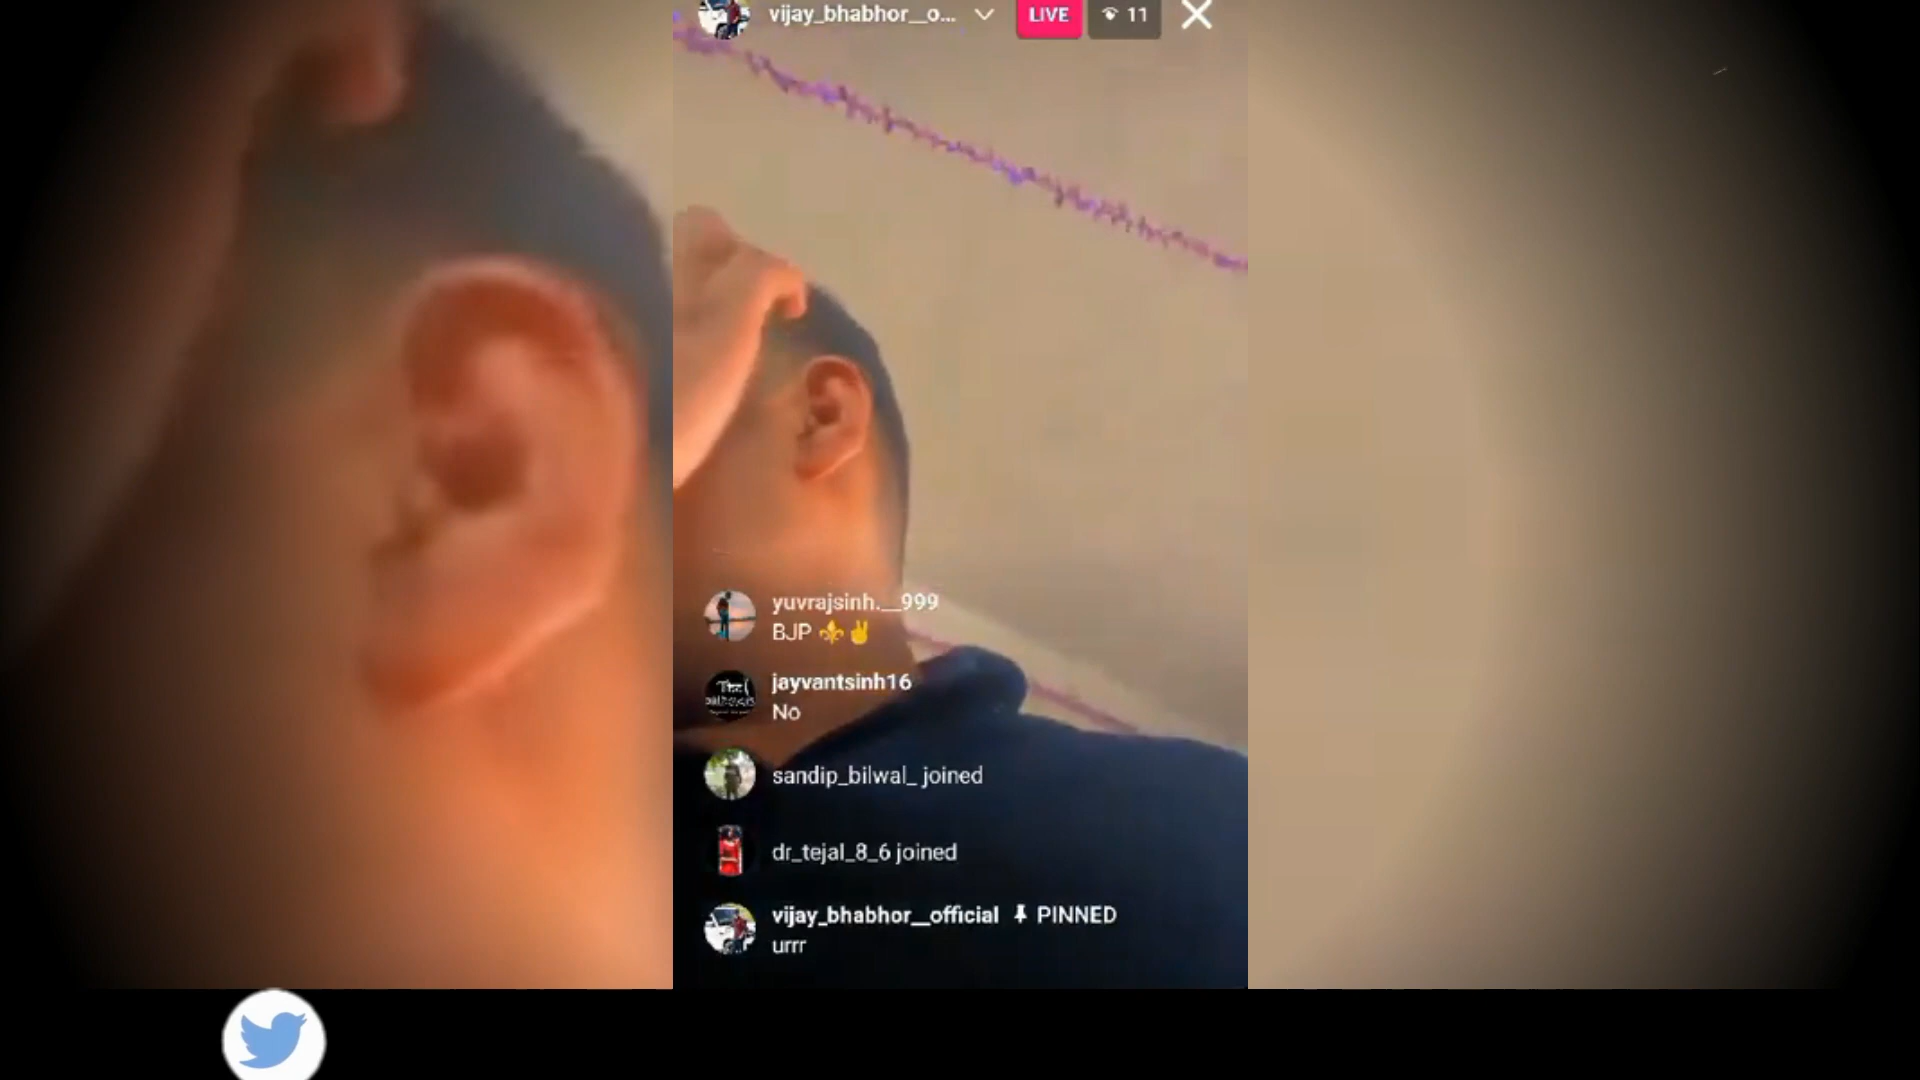 vijay_bhabhor__o... LIVE 11
yuvrajsinh.__999
BJP ⚜️✌️
jayvantsinh16
No
sandip_bilwal_ joined
dr_tejal_8_6 joined
vijay_bhabhor__official PINNED
urrr